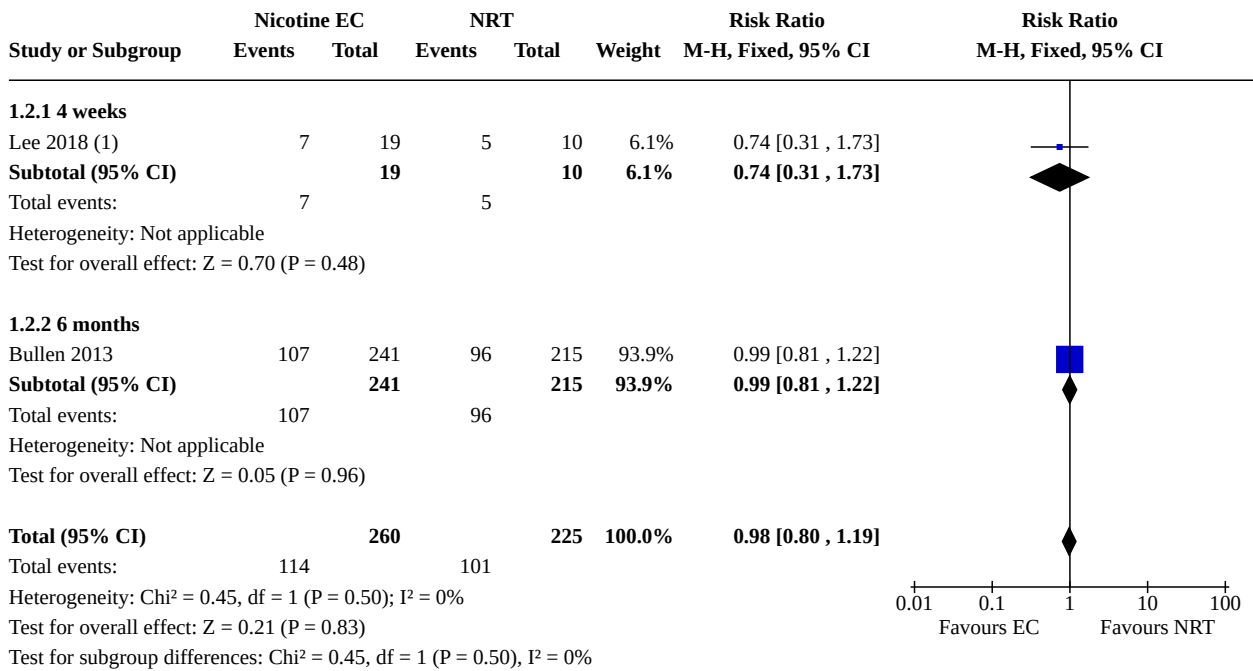 Nicotine EC NRT Risk Ratio Risk Ratio
Study or Subgroup Events Total Events Total Weight M-H, Fixed, 95% CI M-H, Fixed, 95% CI
1.2.1 4 weeks
Lee 2018 (1) 7 19 5 10 6.1% 0.74 [0.31 , 1.73]
Subtotal (95% CI) 19 10 6.1% 0.74 [0.31 , 1.73]
Total events: 7 5
Heterogeneity: Not applicable
Test for overall effect: Z = 0.70 (P = 0.48)
1.2.2 6 months
Bullen 2013 107 241 96 215 93.9% 0.99 [0.81 , 1.22]
Subtotal (95% CI) 241 215 93.9% 0.99 [0.81 , 1.22]
Total events: 107 96
Heterogeneity: Not applicable
Test for overall effect: Z = 0.05 (P = 0.96)
Total (95% CI) 260 225 100.0% 0.98 [0.80 , 1.19]
Total events: 114 101
Heterogeneity: Chi² = 0.45, df = 1 (P = 0.50); I² = 0%
0.01 0.1 1 10 100
Test for overall effect: Z = 0.21 (P = 0.83)
Favours EC Favours NRT
Test for subgroup differences: Chi² = 0.45, df = 1 (P = 0.50), I² = 0%